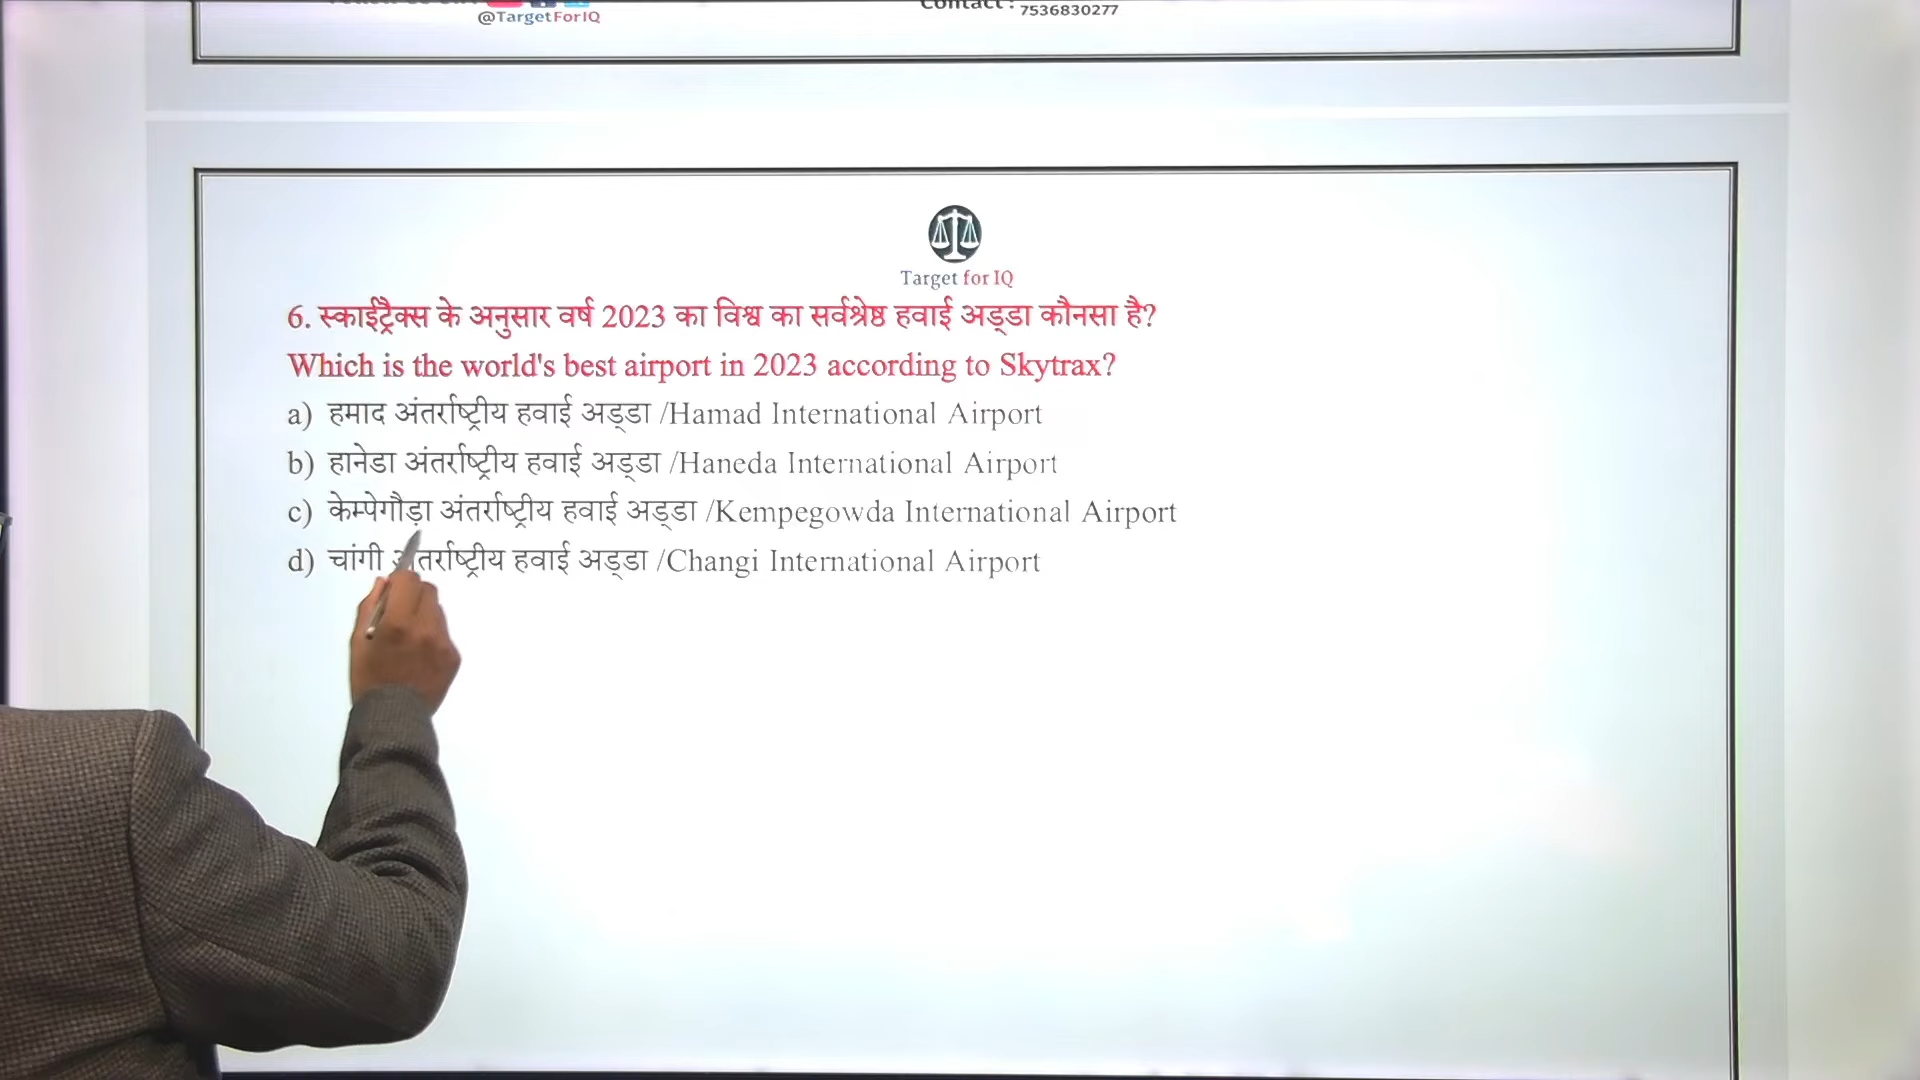 @TargetForIQ
Contact : 7536830277
Target for IQ
6. स्काईट्रैक्स के अनुसार वर्ष 2023 का विश्व का सर्वश्रेष्ठ हवाई अड्डा कौनसा है?
Which is the world's best airport in 2023 according to Skytrax?
a) हमाद अंतर्राष्ट्रीय हवाई अड्डा /Hamad International Airport
b) हानेडा अंतर्राष्ट्रीय हवाई अड्डा /Haneda International Airport
c) केम्पेगौड़ा अंतर्राष्ट्रीय हवाई अड्डा /Kempegowda International Airport
d) चांगी अंतर्राष्ट्रीय हवाई अड्डा /Changi International Airport